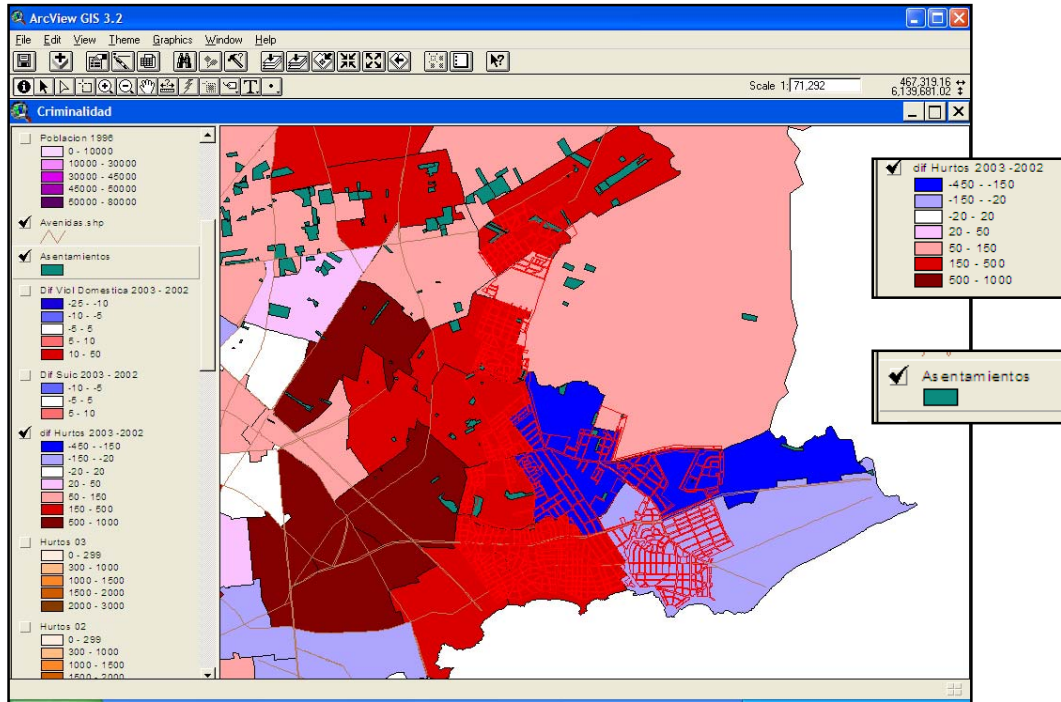 ArcView GIS 3.2
File Edit View Theme Graphics Window Help
Scale 1: 71,292
467,319.16
6,139,681.02
Criminalidad
Poblacion 1996
0 - 10000
10000 - 30000
30000 - 45000
45000 - 50000
50000 - 80000
Avenidas.shp
Asentamientos
Dif Viol Domestica 2003 - 2002
-25 - -10
-10 - -5
-5 - 5
5 - 10
10 - 50
Dif Suic 2003 - 2002
-10 - -5
-5 - 5
5 - 10
dif Hurtos 2003 -2002
-450 - -150
-150 - -20
-20 - 20
20 - 50
50 - 150
150 - 500
500 - 1000
Hurtos 03
0 - 299
300 - 1000
1000 - 1500
1500 - 2000
2000 - 3000
Hurtos 02
0 - 299
300 - 1000
1000 - 1500
1500 - 2000
dif Hurtos 2003 -2002
-450 - -150
-150 - -20
-20 - 20
20 - 50
50 - 150
150 - 500
500 - 1000
Asentamientos